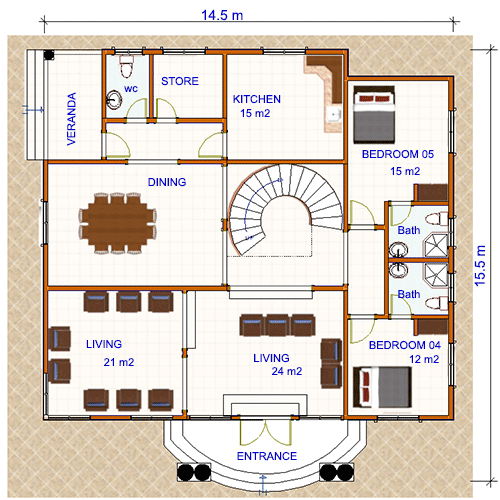 14.5 m
wc
STORE
VERANDA
KITCHEN
15 m2
BEDROOM 05
15 m2
DINING
Bath
15.5 m
Bath
LIVING
21 m2
LIVING
24 m2
BEDROOM 04
12 m2
ENTRANCE